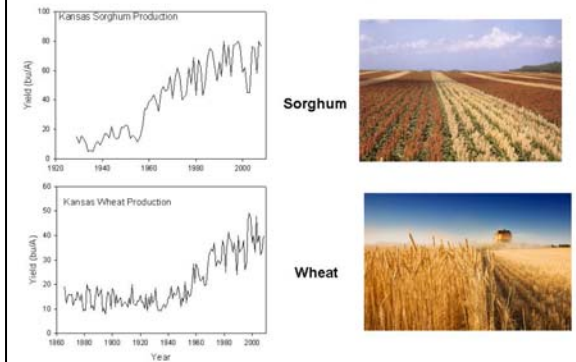 Kansas Sorghum Production
100
80
60
40
20
0
Yield (bu/A)
1920 1940 1960 1980 2000
Sorghum
Kansas Wheat Production
60
50
40
30
20
10
0
Yield (bu/A)
1860 1880 1900 1920 1940 1960 1980 2000
Year
Wheat